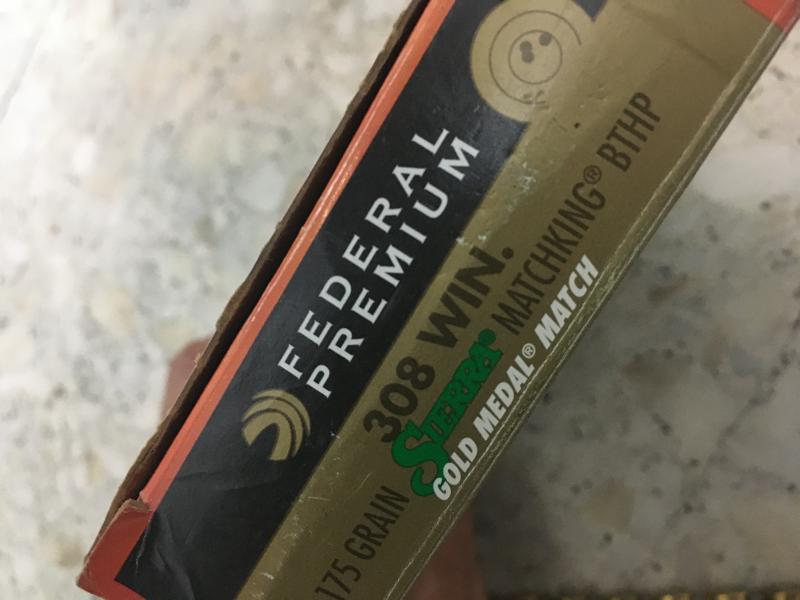 FEDERAL
PREMIUM
308 WIN.
175 GRAIN SIERRA® MATCHKING® BTHP
GOLD MEDAL® MATCH